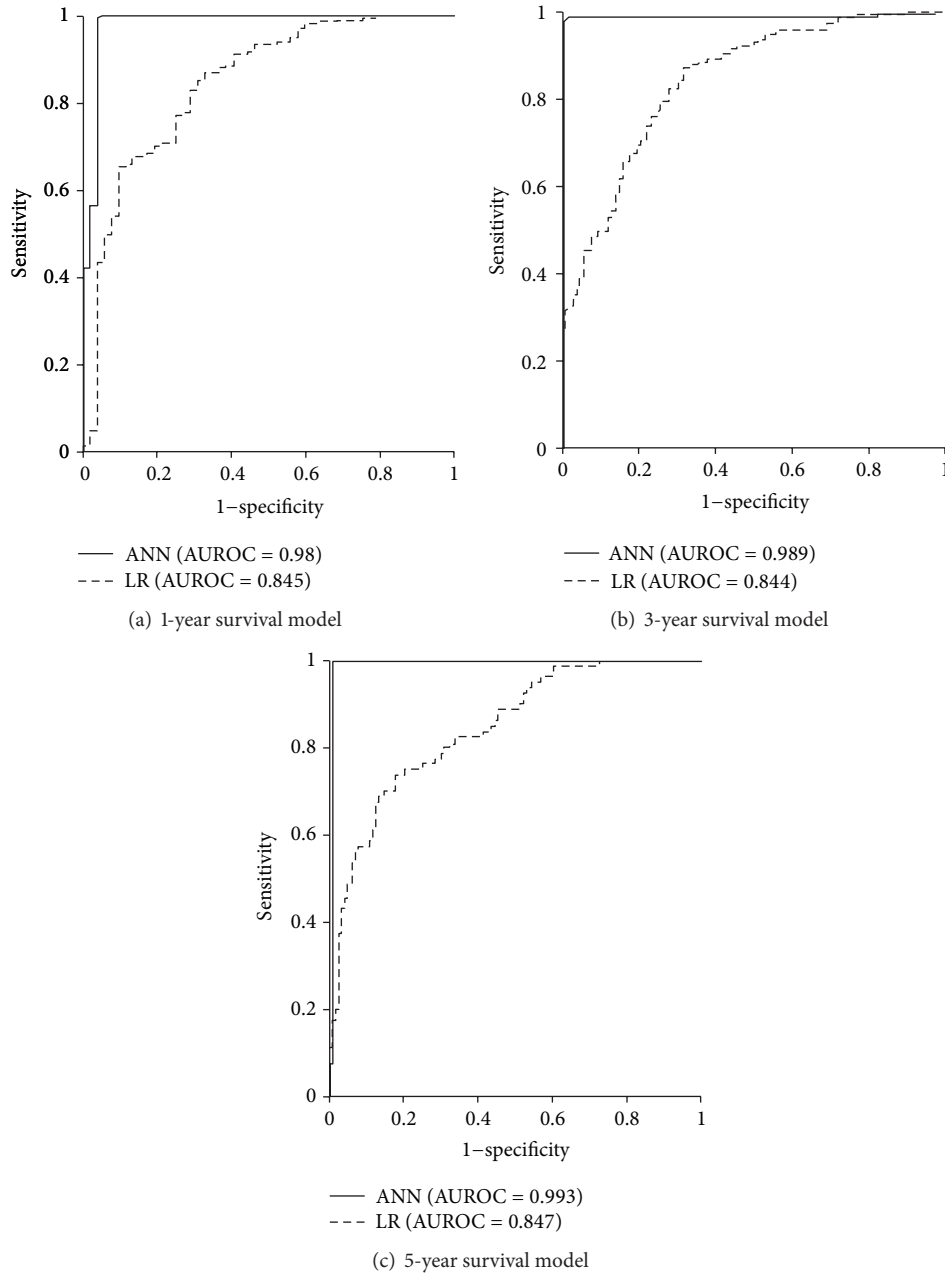 1
0.8
0.6
0.4
0.2
0
Sensitivity
0
0.2
0.4
0.6
0.8
1
1−specificity
ANN (AUROC = 0.98)
LR (AUROC = 0.845)
(a) 1-year survival model
1
0.8
0.6
0.4
0.2
0
Sensitivity
0
0.2
0.4
0.6
0.8
1
1−specificity
ANN (AUROC = 0.989)
LR (AUROC = 0.844)
(b) 3-year survival model
1
0.8
0.6
0.4
0.2
0
Sensitivity
0
0.2
0.4
0.6
0.8
1
1−specificity
ANN (AUROC = 0.993)
LR (AUROC = 0.847)
(c) 5-year survival model